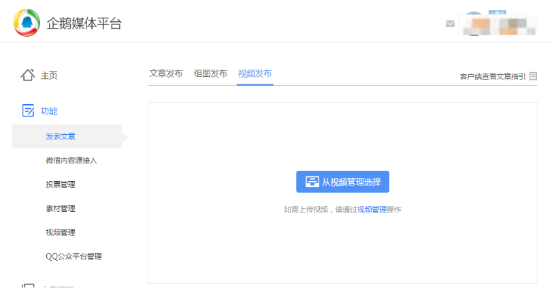 企鹅媒体平台
主页
文章发布 组图发布 视频发布
客户端查看文章指引
功能
发表文章
微信内容源接入
投票管理
素材管理
视频管理
QQ公众平台管理
从视频管理选择
如需上传视频，请通过视频管理操作